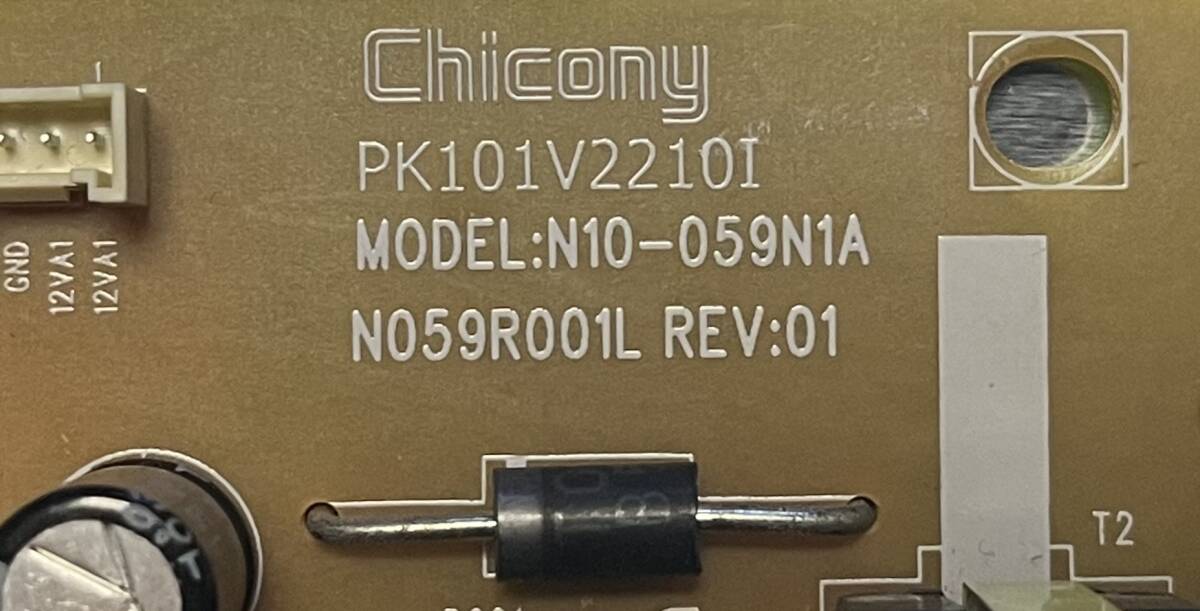 Chicony
PK101V2210I
MODEL:N10-059N1A
N059R001L REV:01
GND
12VA1
12VA1
T2